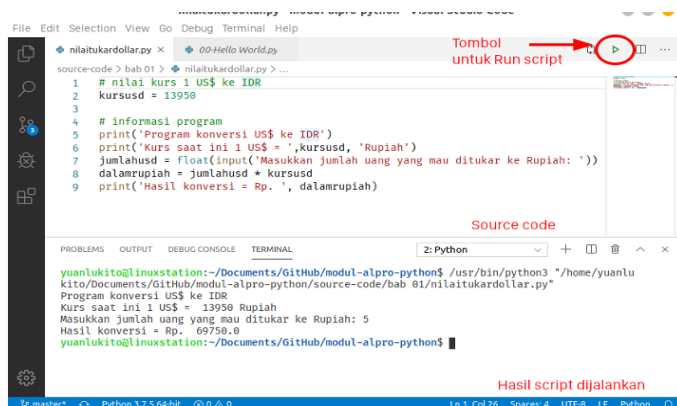 File Edit Selection View Go Debug Terminal Help
nilaitukardollar.py × 00-Hello World.py
Tombol
untuk Run script
source-code > bab 01 > nilaitukardollar.py > ...
1 # nilai kurs 1 US$ ke IDR
2 kursusd = 13950
3
4 # informasi program
5 print('Program konversi US$ ke IDR')
6 print('Kurs saat ini 1 US$ = ',kursusd, 'Rupiah')
7 jumlahusd = float(input('Masukkan jumlah uang yang mau ditukar ke Rupiah: '))
8 dalamrupiah = jumlahusd * kursusd
9 print('Hasil konversi = Rp. ', dalamrupiah)
Source code
PROBLEMS OUTPUT DEBUG CONSOLE TERMINAL 2: Python
yuanlukito@linuxstation:~/Documents/GitHub/modul-alpro-python$ /usr/bin/python3 "/home/yuanlu
kito/Documents/GitHub/modul-alpro-python/source-code/bab 01/nilaitukardollar.py"
Program konversi US$ ke IDR
Kurs saat ini 1 US$ =  13950 Rupiah
Masukkan jumlah uang yang mau ditukar ke Rupiah: 5
Hasil konversi = Rp.  69750.0
yuanlukito@linuxstation:~/Documents/GitHub/modul-alpro-python$
Hasil script dijalankan
master* Python 3.7.5 64-bit 0 0 Ln 1, Col 26 Spaces: 4 UTF-8 LF Python